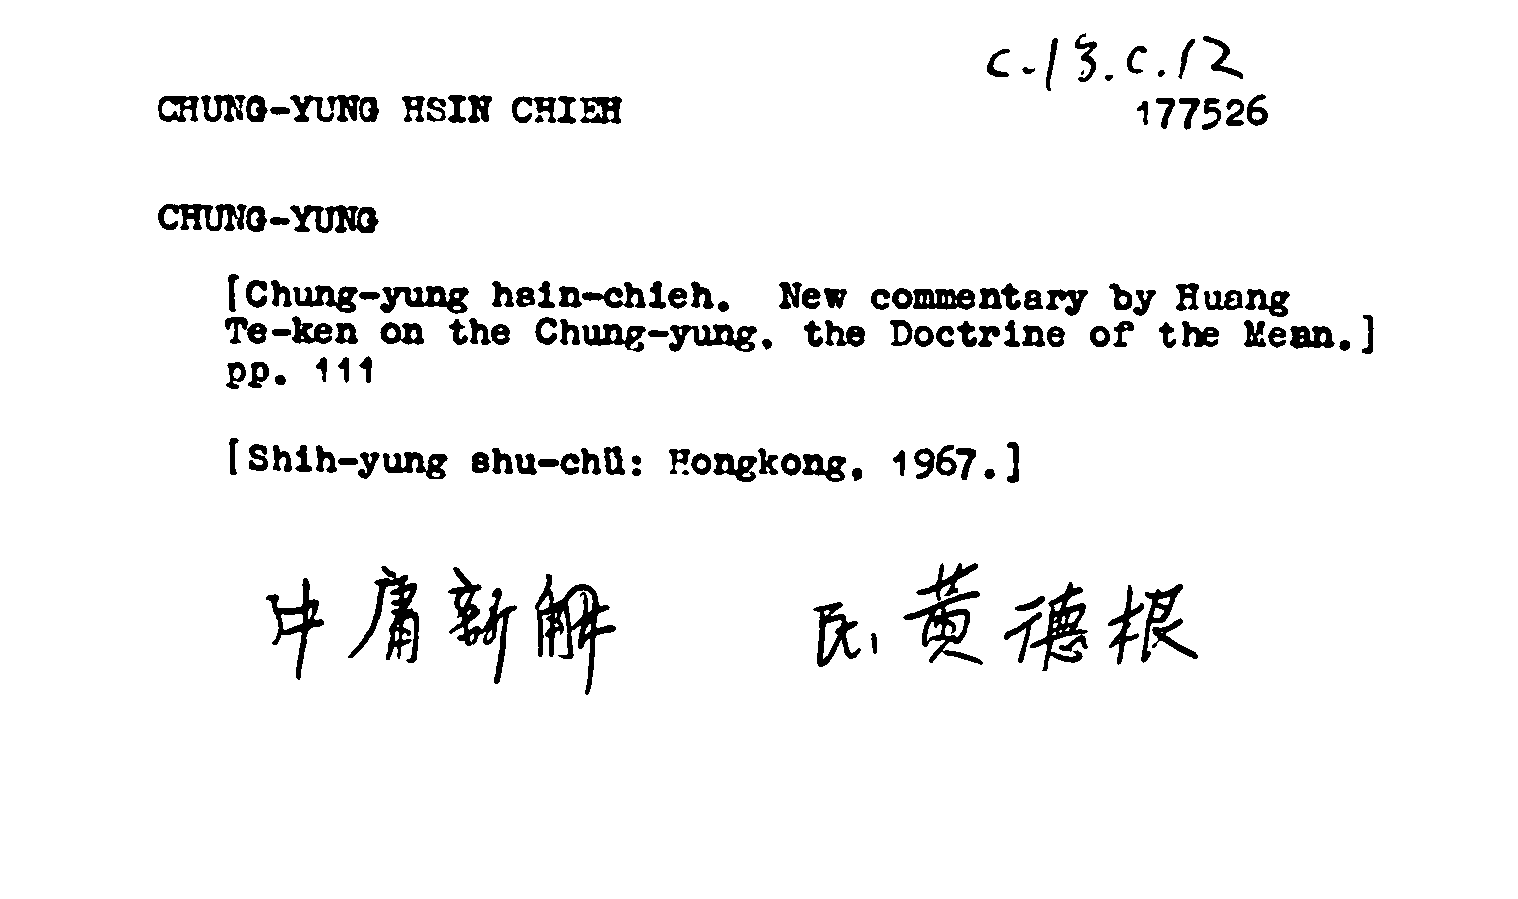 C.13.C.12
CHUNG-YUNG HSIN CHIEH 177526
CHUNG-YUNG
[Chung-yung hsin-chieh. New commentary by Huang
Te-ken on the Chung-yung, the Doctrine of the Mean.]
pp. 111
[Shih-yung shu-chü: Hongkong, 1967.]
中庸新解 民, 黃德根